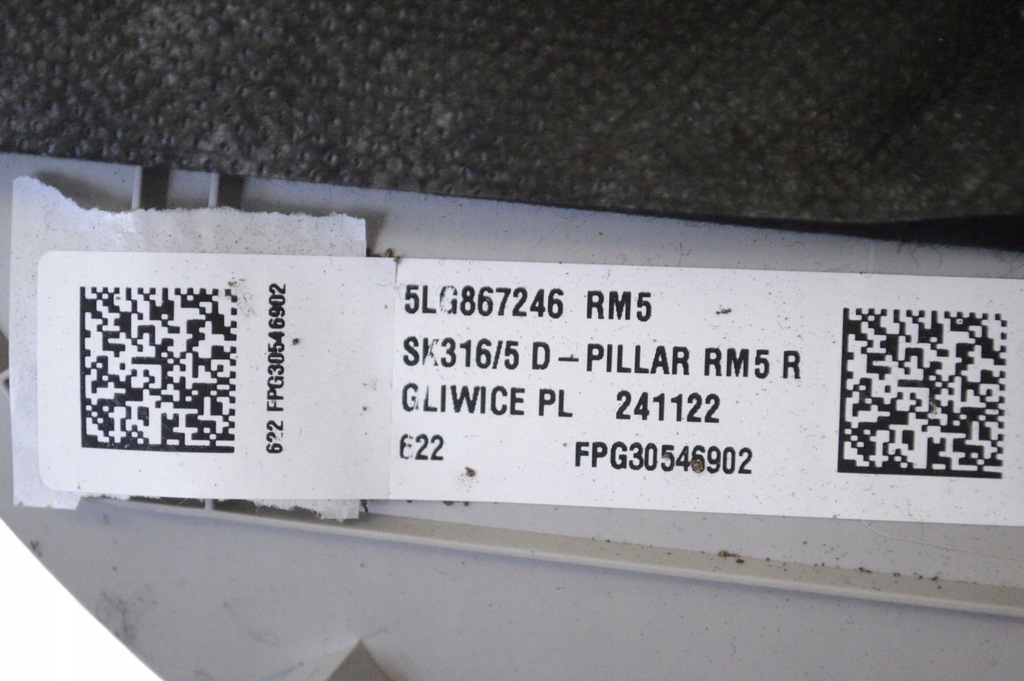 622 FPG30546902
5LG867246 RM5
SK316/5 D - PILLAR RM5 R
GLIWICE PL 241122
622 FPG30546902